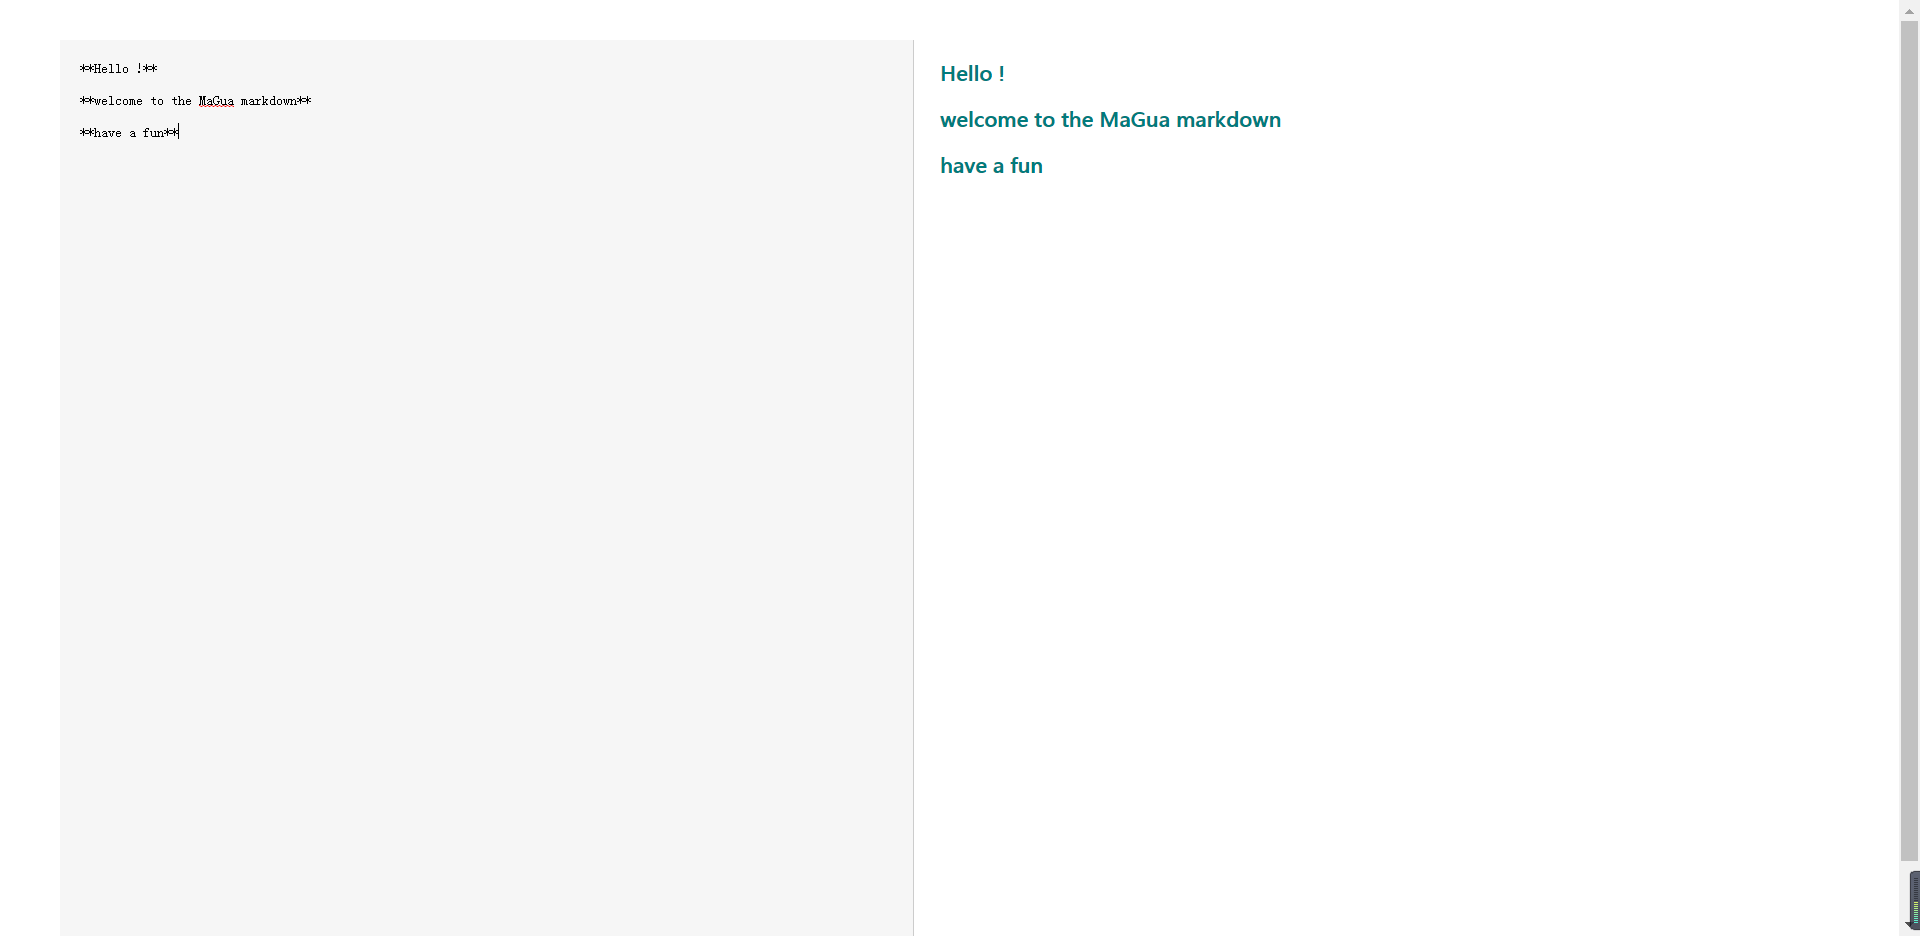 **Hello !**
**welcome to the MaGua markdown**
**have a fun**
Hello !
welcome to the MaGua markdown
have a fun